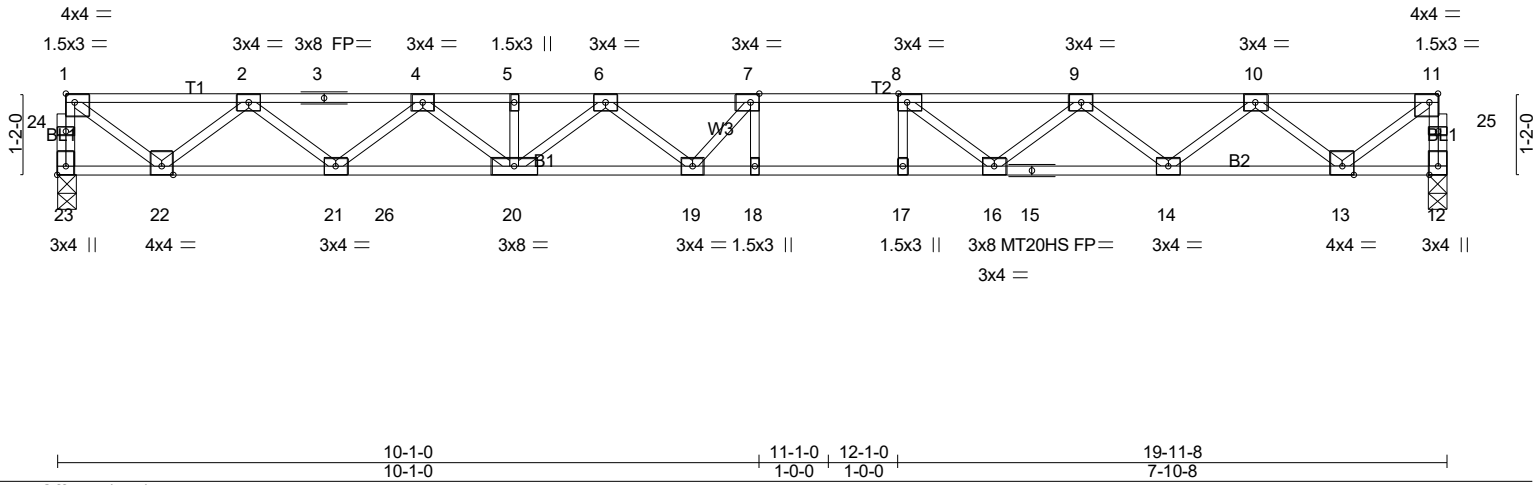 4x4 = 4x4 =
1.5x3 = 3x4 = 3x8 FP= 3x4 = 1.5x3 || 3x4 = 3x4 = 3x4 = 3x4 = 3x4 = 1.5x3 =
1 2 3 4 5 6 7 8 9 10 11
T1 T2
1-2-0 24 BL1 W3 BL1 25 1-2-0
B1 B2
23 22 21 26 20 19 18 17 16 15 14 13 12
3x4 || 4x4 = 3x4 = 3x8 = 3x4 = 1.5x3 || 1.5x3 || 3x8 MT20HS FP= 3x4 = 4x4 = 3x4 ||
3x4 =
10-1-0 11-1-0 12-1-0 19-11-8
10-1-0 1-0-0 1-0-0 7-10-8